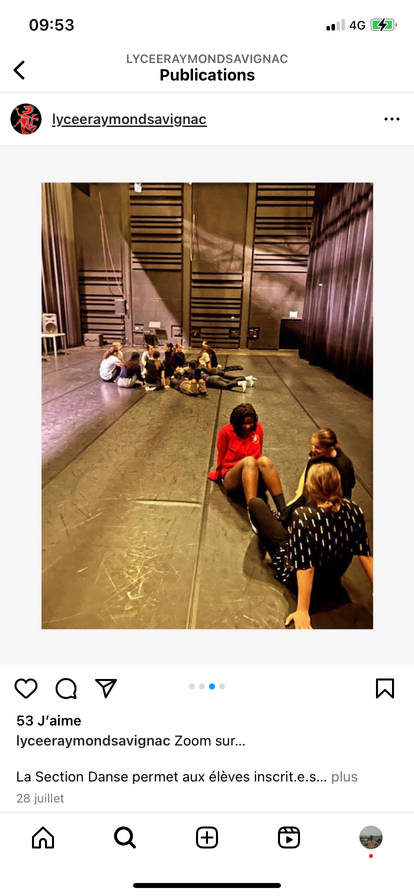 09:53
4G
LYCEERAYMONDSAVIGNAC
Publications
lyceeraymondsavignac
53 J’aime
lyceeraymondsavignac Zoom sur...
La Section Danse permet aux élèves inscrit.e.s... plus
28 juillet